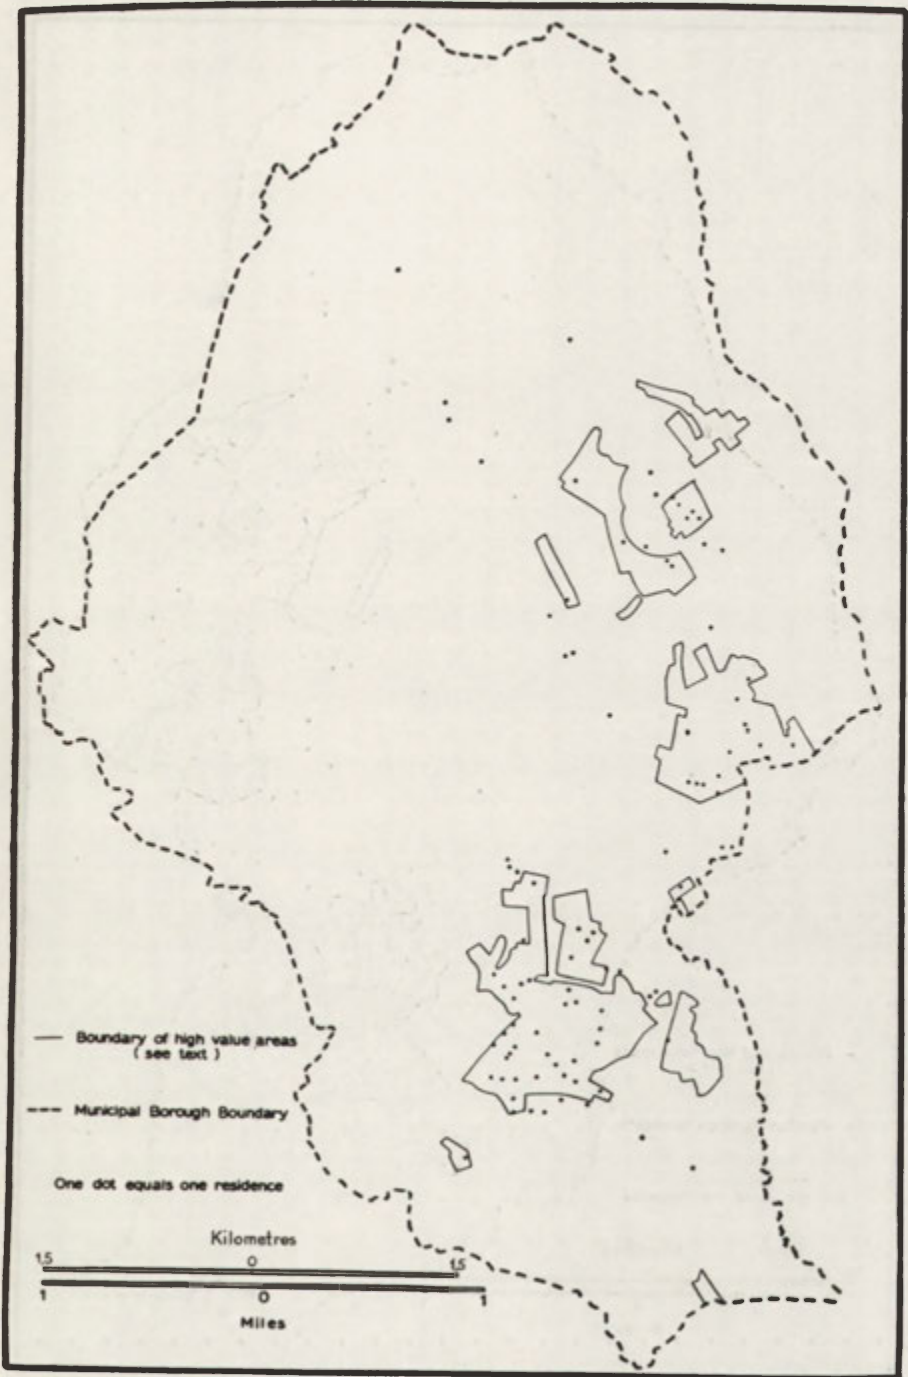 Boundary of high value areas
( see text )
Municipal Borough Boundary
One dot equals one residence
Kilometres
1.5 0 1.5
1 0 1
Miles